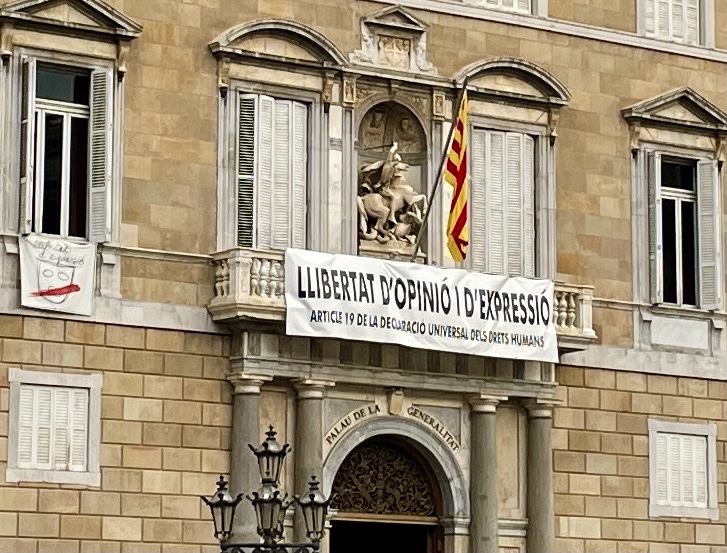 LLIBERTAT D'OPINIÓ I D'EXPRESSIÓ
ARTICLE 19 DE LA DECLARACIÓ UNIVERSAL DELS DRETS HUMANS
PALAU DE LA GENERALITAT